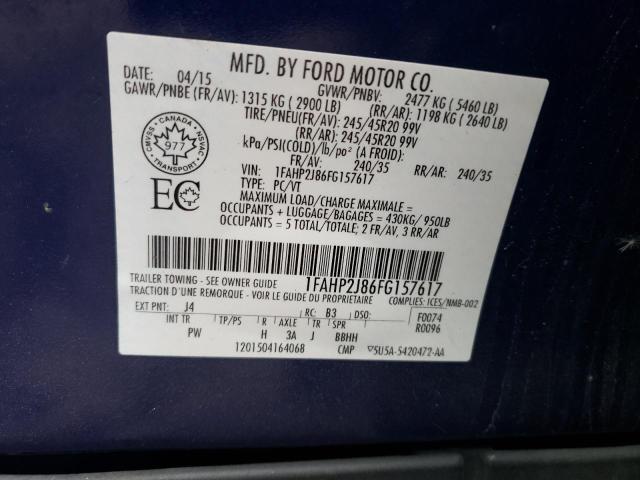 MFD. BY FORD MOTOR CO.
DATE: 04/15 GVWR/PNBV: 2477 KG ( 5460 LB)
GAWR/PNBE (FR/AV): 1315 KG ( 2900 LB) (RR/AR): 1198 KG ( 2640 LB)
TIRE/PNEU(FR/AV): 245/45R20 99V
(RR/AR): 245/45R20 99V
kPa/PSI(COLD)/lb/po² (A FROID):
FR/AV: 240/35 RR/AR: 240/35
VIN: 1FAHP2J86FG157617
TYPE: PC/VT
MAXIMUM LOAD/CHARGE MAXIMALE =
OCCUPANTS + LUGGAGE/BAGAGES = 430KG/ 950LB
OCCUPANTS = 5 TOTAL/TOTALE; 2 FR/AV, 3 RR/AR
CMVSS CANADA NSVAC
977
TRANSPORT
EC
TRAILER TOWING - SEE OWNER GUIDE 1FAHP2J86FG157617
TRACTION D'UNE REMORQUE - VOIR LE GUIDE DU PROPRIETAIRE COMPLIES: ICES/NMB-002
EXT PNT: J4 RC: B3 DSO: F0074
INT TR TP/PS R AXLE TR SPR R0096
PW H 3A J BBHH
1201504164068 CMP 5U5A-5420472-AA